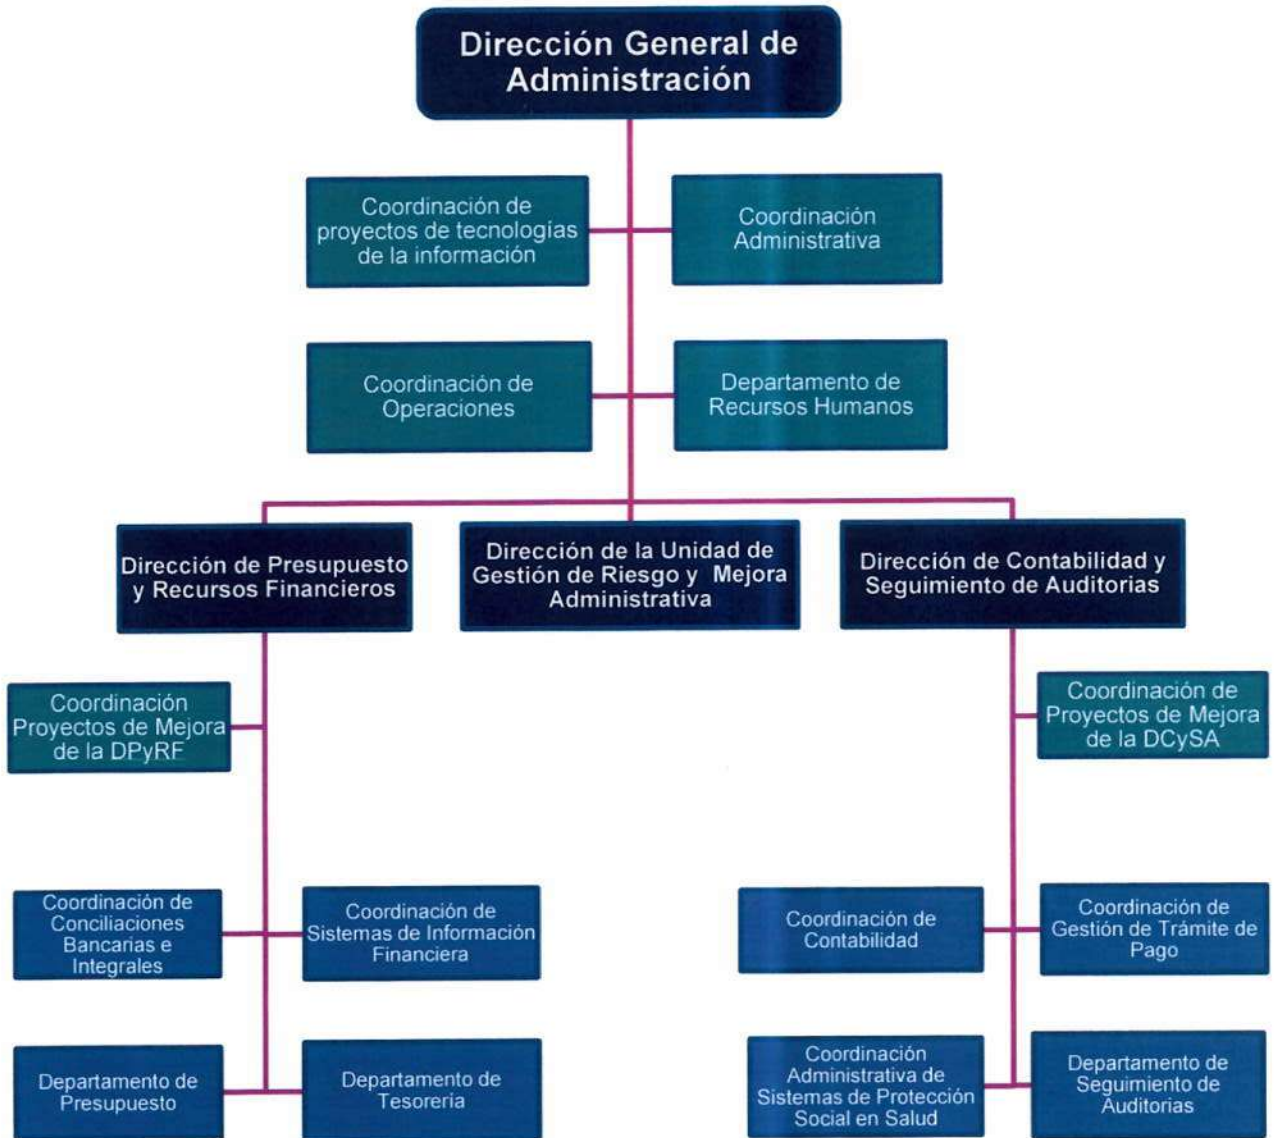 Dirección General de
Administración
Coordinación de
proyectos de tecnologías
de la información
Coordinación
Administrativa
Coordinación de
Operaciones
Departamento de
Recursos Humanos
Dirección de Presupuesto
y Recursos Financieros
Dirección de la Unidad de
Gestión de Riesgo y Mejora
Administrativa
Dirección de Contabilidad y
Seguimiento de Auditorias
Coordinación
Proyectos de Mejora
de la DPyRF
Coordinación de
Proyectos de Mejora
de la DCySA
Coordinación de
Conciliaciones
Bancarias e
Integrales
Coordinación de
Sistemas de Información
Financiera
Coordinación de
Contabilidad
Coordinación de
Gestión de Trámite de
Pago
Departamento de
Presupuesto
Departamento de
Tesoreria
Coordinación
Administrativa de
Sistemas de Protección
Social en Salud
Departamento de
Seguimiento de
Auditorias